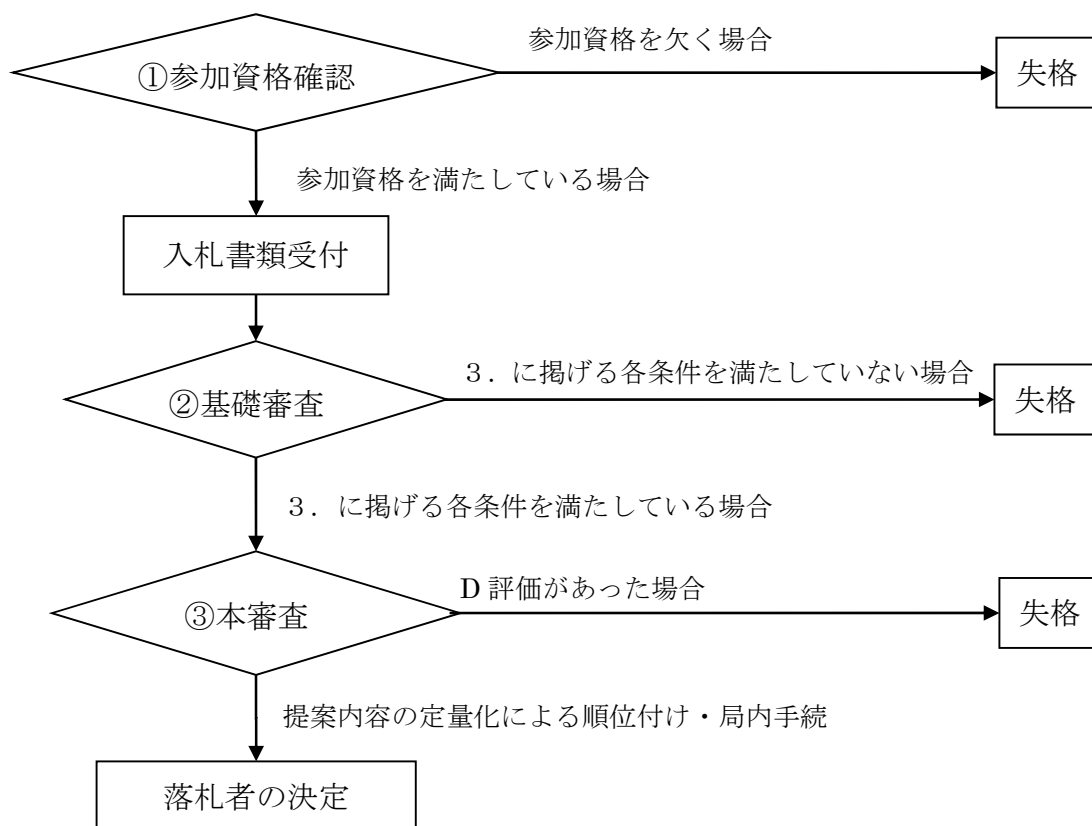 参加資格を欠く場合
①参加資格確認
失格
参加資格を満たしている場合
入札書類受付
３．に掲げる各条件を満たしていない場合
②基礎審査
失格
３．に掲げる各条件を満たしている場合
D 評価があった場合
③本審査
失格
提案内容の定量化による順位付け・局内手続
落札者の決定